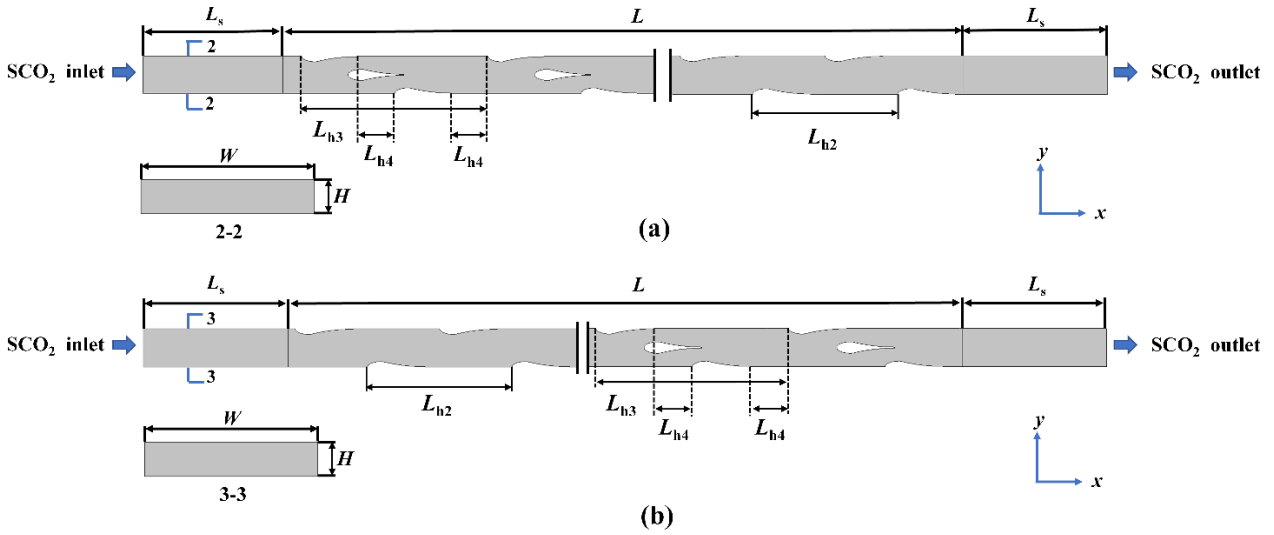 Ls L Ls
2
SCO2 inlet SCO2 outlet
2
Lh3 Lh4 Lh4 Lh2
W
H
2-2
y
x
(a)
Ls L Ls
3
SCO2 inlet SCO2 outlet
3
Lh2 Lh3 Lh4 Lh4
W
H
3-3
y
x
(b)